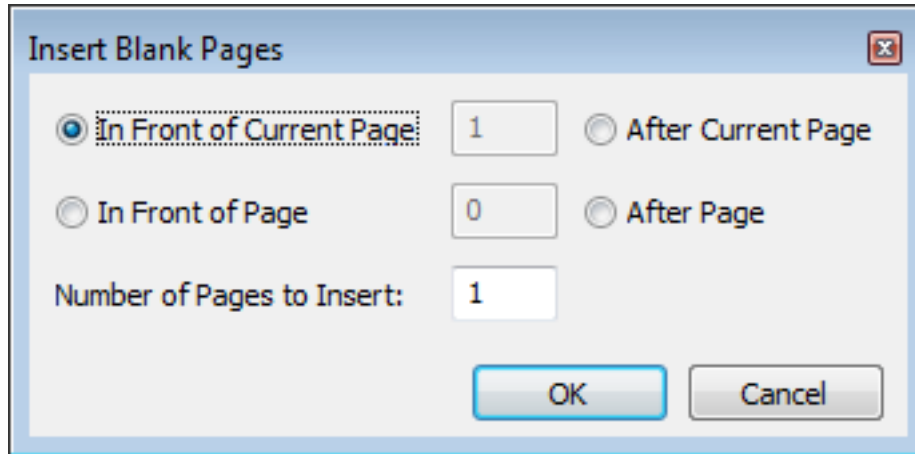 Insert Blank Pages
In Front of Current Page 1 After Current Page
In Front of Page 0 After Page
Number of Pages to Insert: 1
OK Cancel